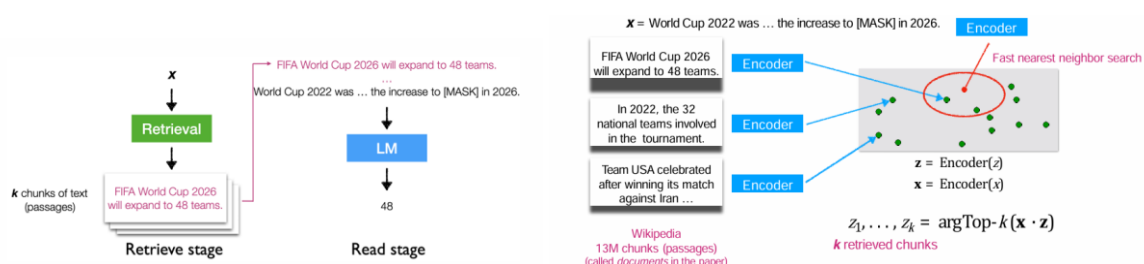 x
Retrieval
k chunks of text
(passages)
FIFA World Cup 2026
will expand to 48 teams.
Retrieve stage
FIFA World Cup 2026 will expand to 48 teams.
...
World Cup 2022 was … the increase to [MASK] in 2026.
LM
48
Read stage
x = World Cup 2022 was … the increase to [MASK] in 2026.
Encoder
FIFA World Cup 2026
will expand to 48 teams.
Encoder
Fast nearest neighbor search
In 2022, the 32
national teams involved
in the tournament.
Encoder
Team USA celebrated
after winning its match
against Iran …
Encoder
z = Encoder(z)
x = Encoder(x)
Wikipedia
13M chunks (passages)
(called documents in the paper)
z1, . . . , zk = argTop-k(x · z)
k retrieved chunks